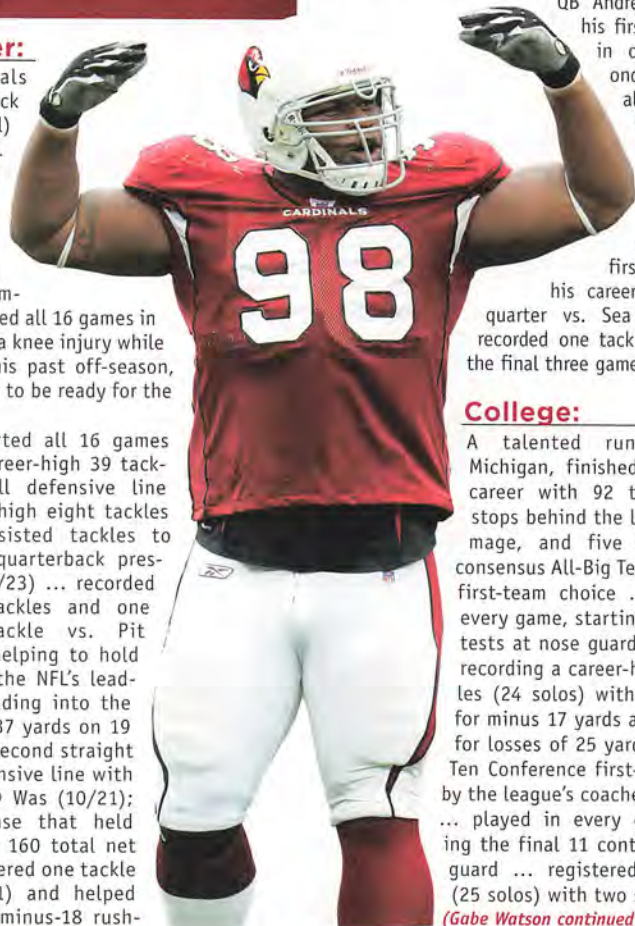 er:
als
ck
l)
m-
ed all 16 games in
a knee injury while
his past off-season,
to be ready for the
rted all 16 games
reer-high 39 tack-
ll defensive line
high eight tackles
sisted tackles to
quarterback pres-
/23) ... recorded
ackles and one
ackle vs. Pit
elping to hold
the NFL's lead-
ding into the
37 yards on 19
second straight
nsive line with
Was (10/21);
nse that held
160 total net
ered one tackle
l) and helped
minus-18 rush-
CARDINALS
98
QB Andre
his firs
in c
onc
al
first
his career
quarter vs. Sea
recorded one tack
the final three game
College:
A talented run
Michigan, finished
career with 92 t
stops behind the l
mage, and five
consensus All-Big Te
first-team choice ..
every game, startin
tests at nose guard
recording a career-h
les (24 solos) with
for minus 17 yards a
for losses of 25 yard
Ten Conference first-
by the league's coache
... played in every
ing the final 11 cont
guard ... registered
(25 solos) with two
(Gabe Watson continued